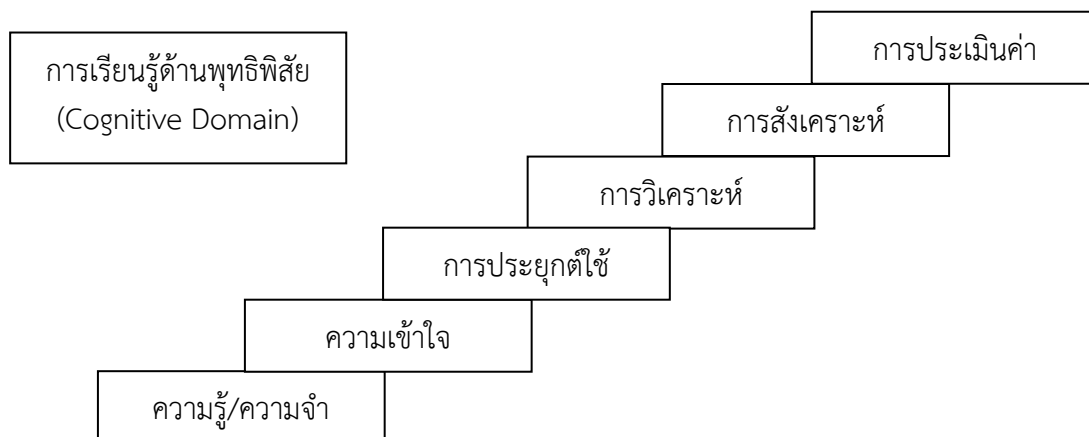 การเรียนรู้ด้านพุทธิพิสัย
(Cognitive Domain)
การประเมินค่า
การสังเคราะห์
การวิเคราะห์
การประยุกต์ใช้
ความเข้าใจ
ความรู้/ความจำ